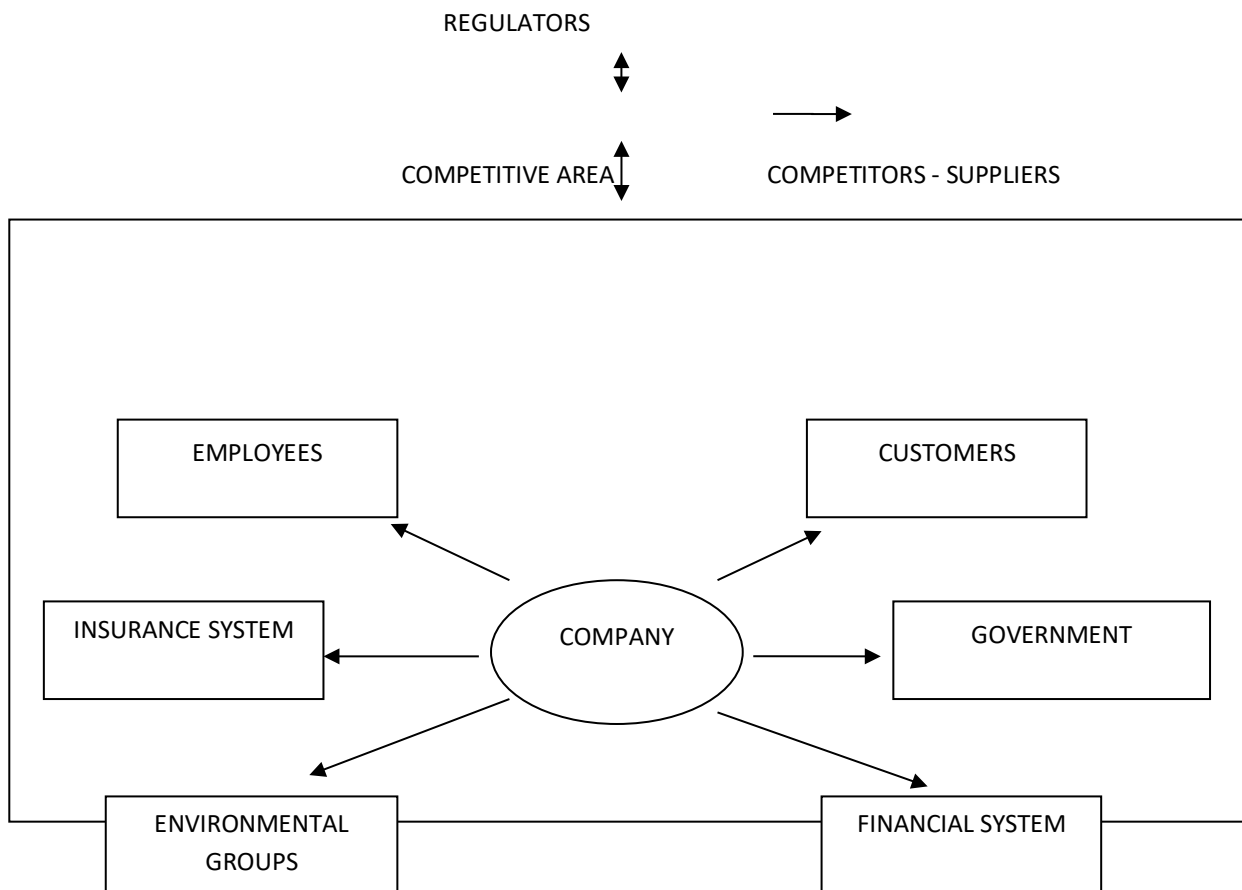 REGULATORS
COMPETITIVE AREA
COMPETITORS - SUPPLIERS
EMPLOYEES
CUSTOMERS
INSURANCE SYSTEM
COMPANY
GOVERNMENT
ENVIRONMENTAL
GROUPS
FINANCIAL SYSTEM